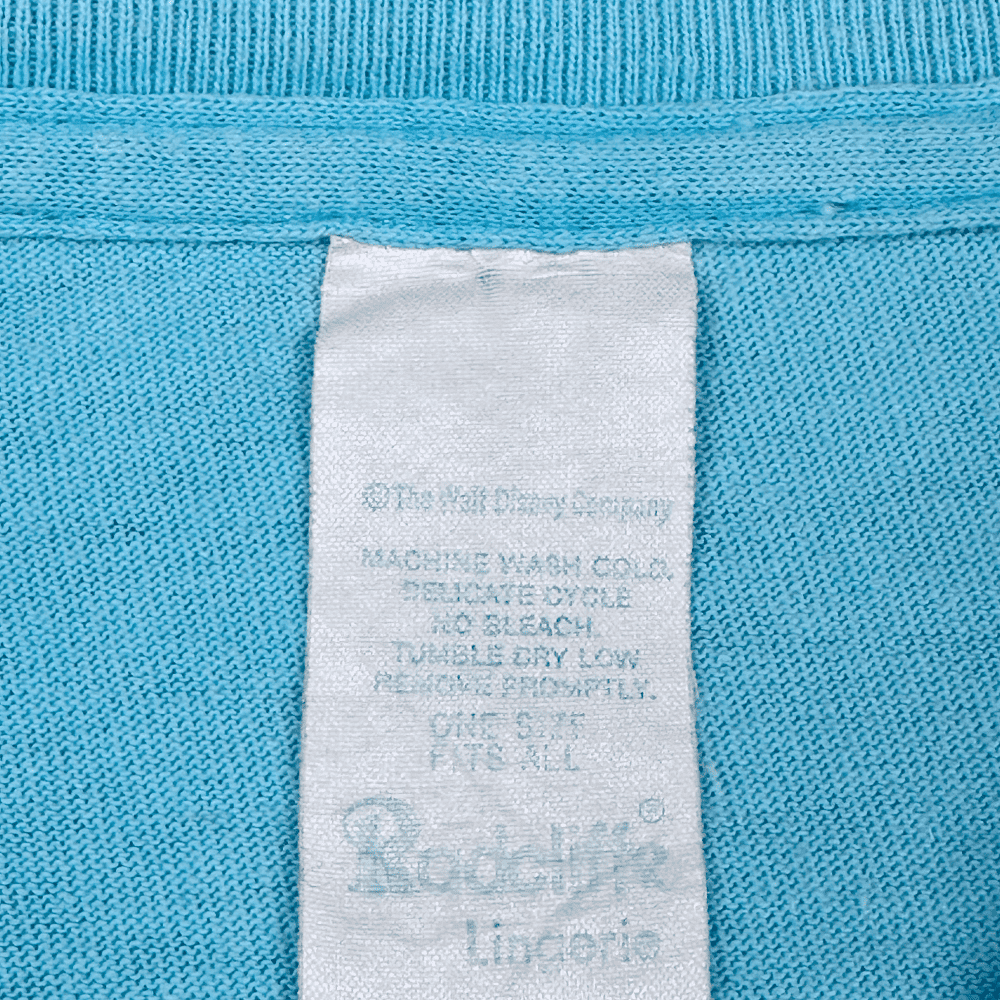 ©The Walt Disney Company
MACHINE WASH COLD,
DELICATE CYCLE
NO BLEACH.
TUMBLE DRY LOW
REMOVE PROMPTLY.
ONE SIZE
FITS ALL
Radcliffe®
Lingerie